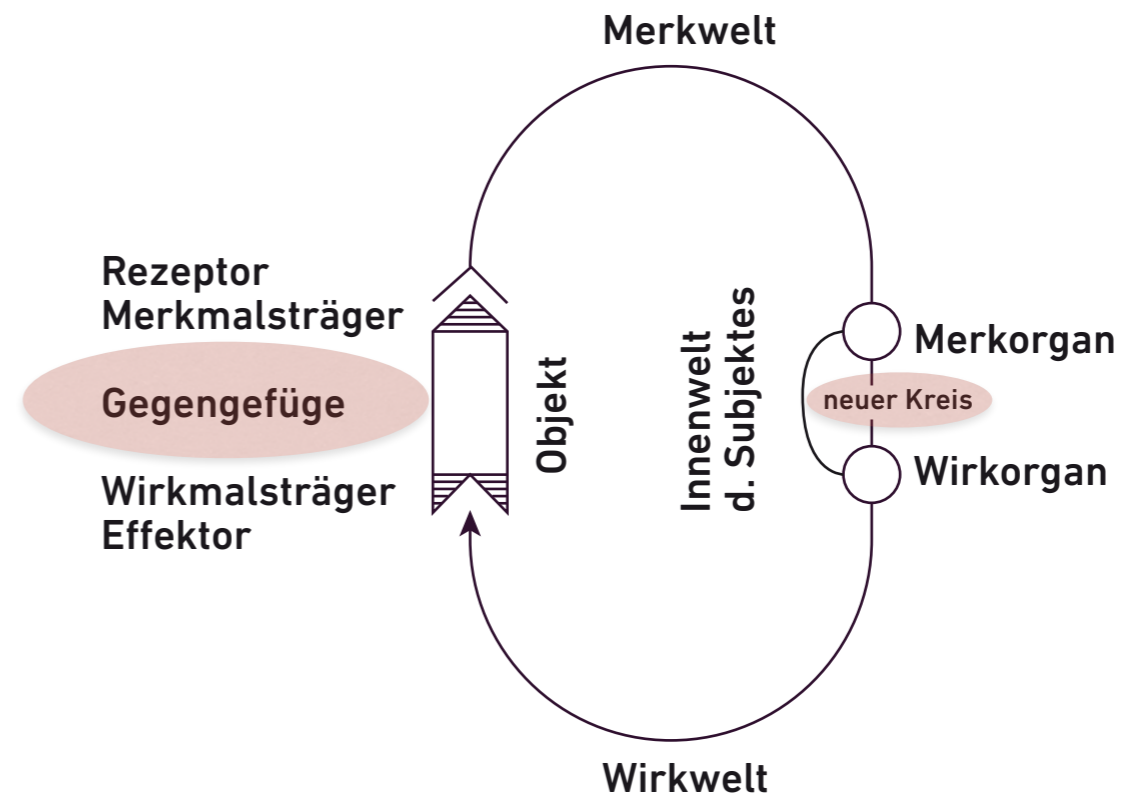 Merkwelt
Rezeptor
Merkmalsträger
Gegengefüge
Wirkmalsträger
Effektor
Objekt
Innenwelt
d. Subjektes
Merkorgan
neuer Kreis
Wirkorgan
Wirkwelt